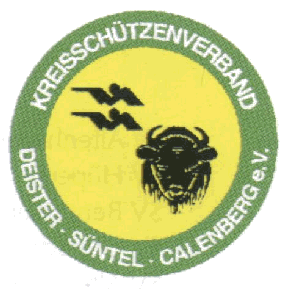 KREISSCHÜTZENVERBAND
DEISTER · SÜNTEL · CALENBERG e.V.